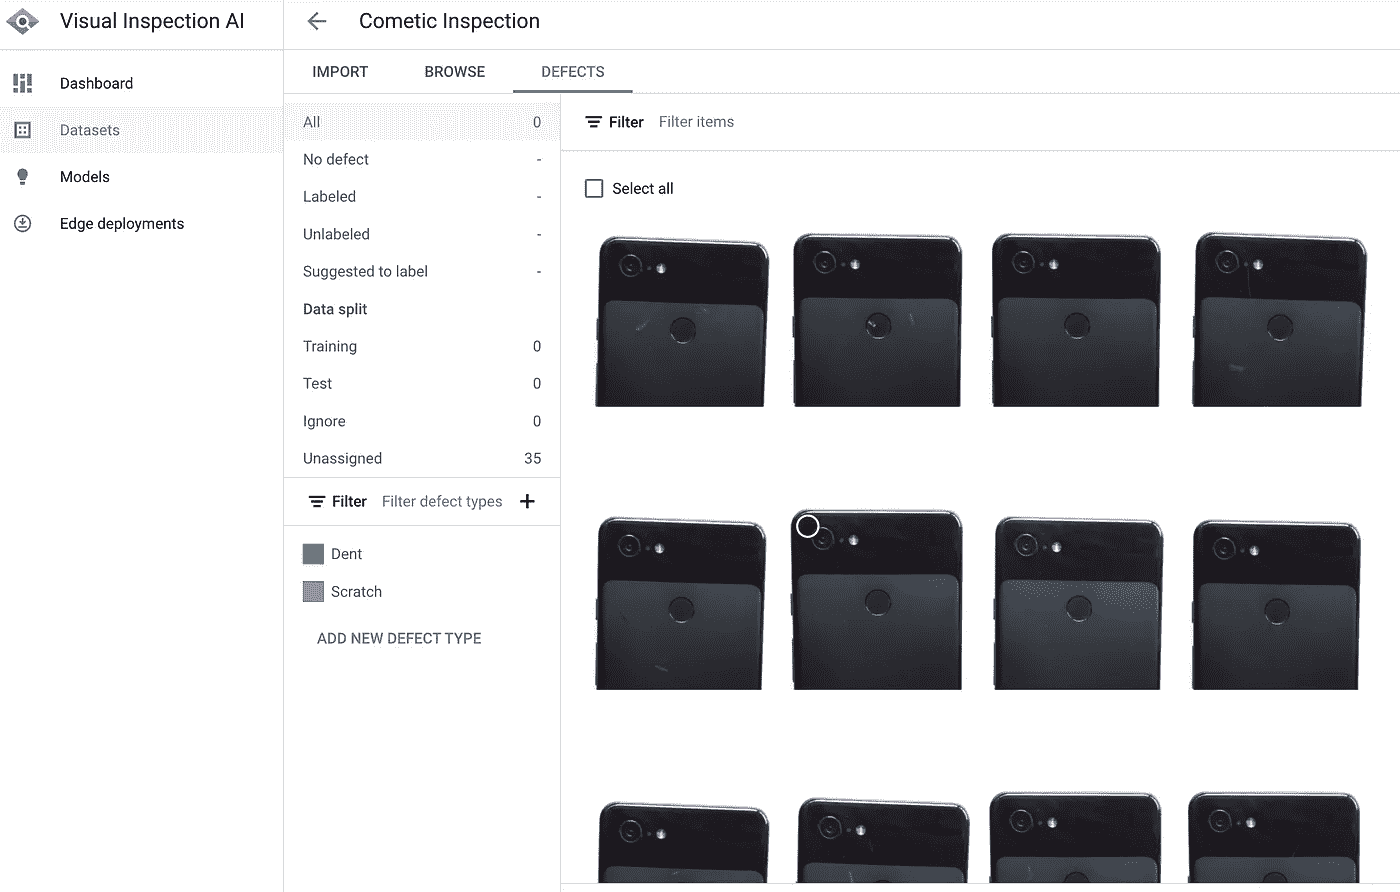 Visual Inspection AI
Cometic Inspection
Dashboard
Datasets
Models
Edge deployments
IMPORT BROWSE DEFECTS
All 0
No defect -
Labeled -
Unlabeled -
Suggested to label -
Data split
Training 0
Test 0
Ignore 0
Unassigned 35
Filter Filter defect types +
Dent
Scratch
ADD NEW DEFECT TYPE
Filter Filter items
Select all